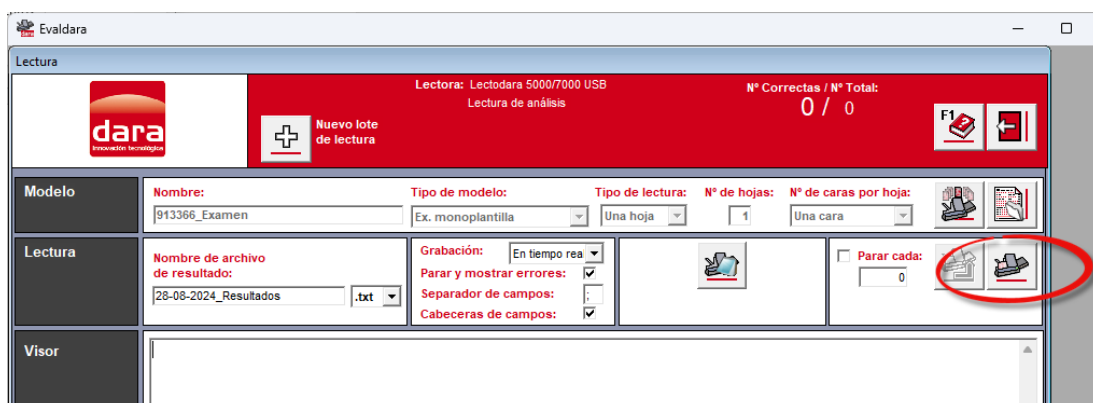 Evaldara
Lectura
dara
innovación tecnológica
Nuevo lote
de lectura
Lectora: Lectodara 5000/7000 USB
Lectura de análisis
Nº Correctas / Nº Total:
0 / 0
F1
Modelo
Nombre:
913366_Examen
Tipo de modelo:
Ex. monoplantilla
Tipo de lectura:
Una hoja
Nº de hojas:
1
Nº de caras por hoja:
Una cara
Lectura
Nombre de archivo
de resultado:
28-08-2024_Resultados
.txt
Grabación:
En tiempo rea
Parar y mostrar errores:
Separador de campos:
;
Cabeceras de campos:
Parar cada:
0
Visor